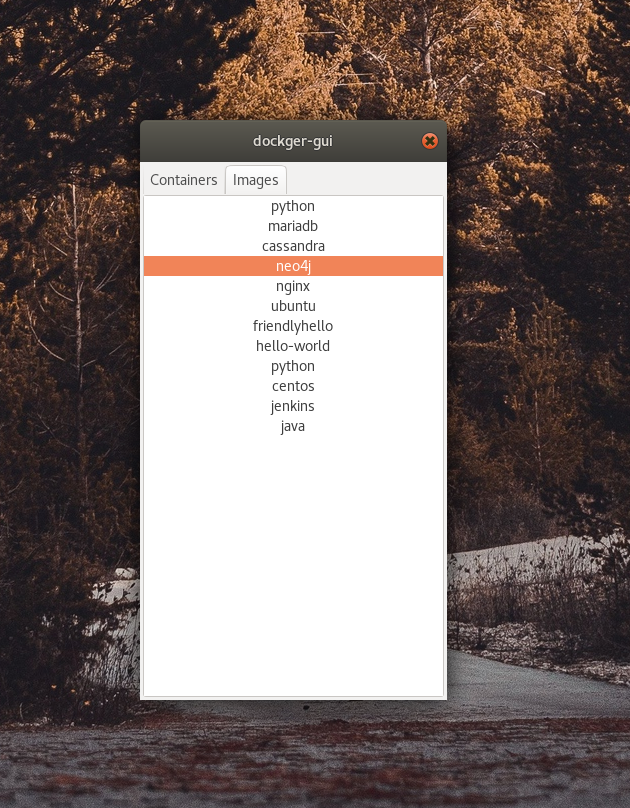 dockger-gui
Containers Images
python
mariadb
cassandra
neo4j
nginx
ubuntu
friendlyhello
hello-world
python
centos
jenkins
java